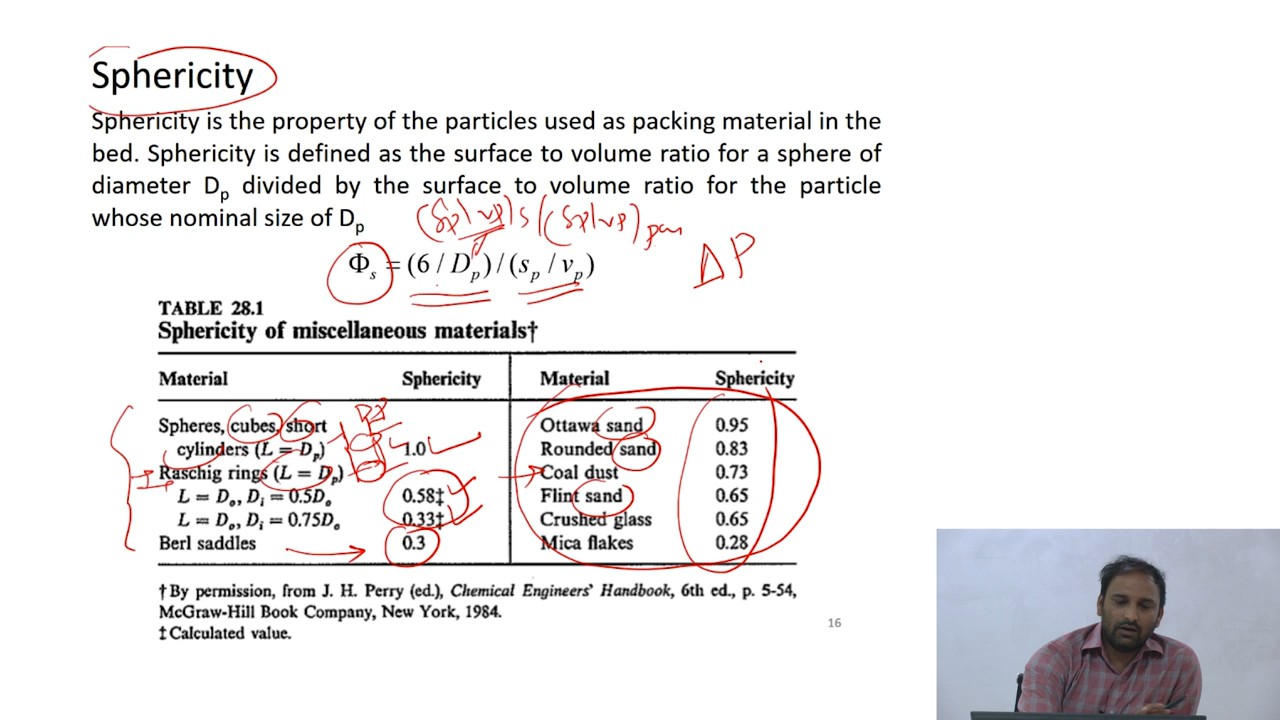 Sphericity
Sphericity is the property of the particles used as packing material in the
bed. Sphericity is defined as the surface to volume ratio for a sphere of
diameter Dp divided by the surface to volume ratio for the particle
whose nominal size of Dp
(Sp/vp)s/(Sp/vp)par
Φs = (6 / Dp) / (sp / vp)
ΔP
TABLE 28.1
Sphericity of miscellaneous materials†
Material Sphericity Material Sphericity
Spheres, cubes, short Ottawa sand 0.95
cylinders (L = Dp) 1.0 Rounded sand 0.83
Raschig rings (L = Dp) Coal dust 0.73
L = Do, Di = 0.5Do 0.58‡ Flint sand 0.65
L = Do, Di = 0.75Do 0.33‡ Crushed glass 0.65
Berl saddles 0.3 Mica flakes 0.28
† By permission, from J. H. Perry (ed.), Chemical Engineers' Handbook, 6th ed., p. 5-54,
McGraw-Hill Book Company, New York, 1984.
‡ Calculated value.
16